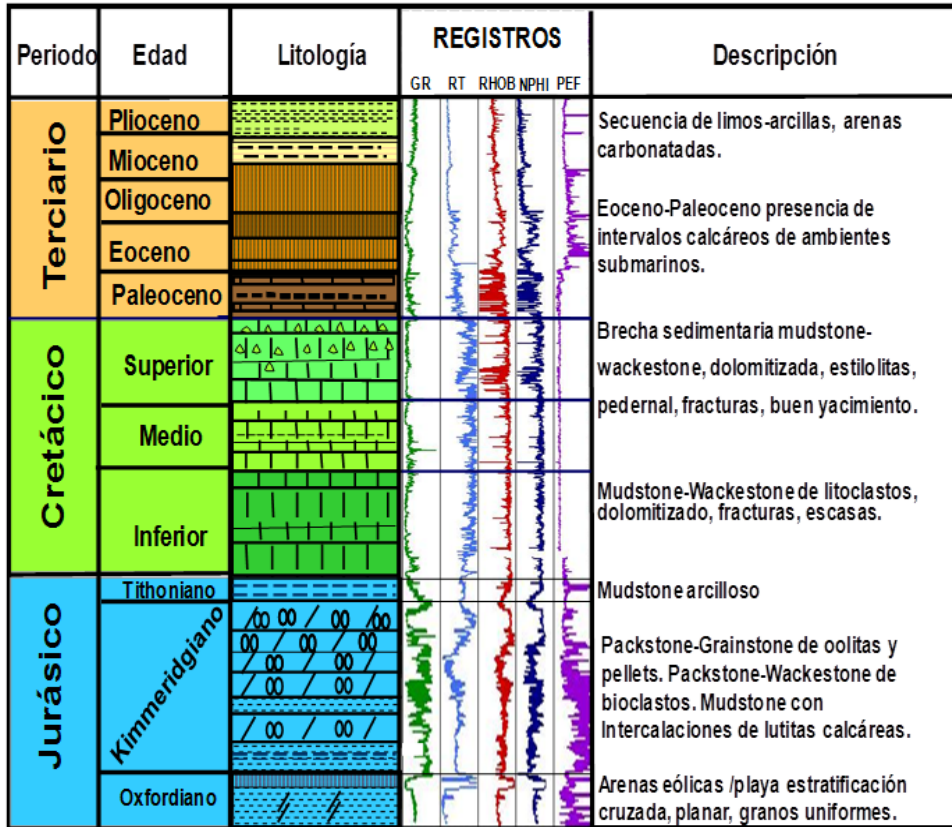 Periodo
Edad
Litología
REGISTROS
GR RT RHOB NPHI PEF
Descripción
Terciario
Plioceno
Mioceno
Oligoceno
Eoceno
Paleoceno
Secuencia de limos-arcillas, arenas
carbonatadas.
Eoceno-Paleoceno presencia de
intervalos calcáreos de ambientes
submarinos.
Cretácico
Superior
Medio
Inferior
Brecha sedimentaria mudstone-
wackestone, dolomitizada, estilolitas,
pedernal, fracturas, buen yacimiento.
Mudstone-Wackestone de litoclastos,
dolomitizado, fracturas, escasas.
Jurásico
Tithoniano
Kimmeridgiano
Oxfordiano
Mudstone arcilloso
Packstone-Grainstone de oolitas y
pellets. Packstone-Wackestone de
bioclastos. Mudstone con
Intercalaciones de lutitas calcáreas.
Arenas eólicas /playa estratificación
cruzada, planar, granos uniformes.